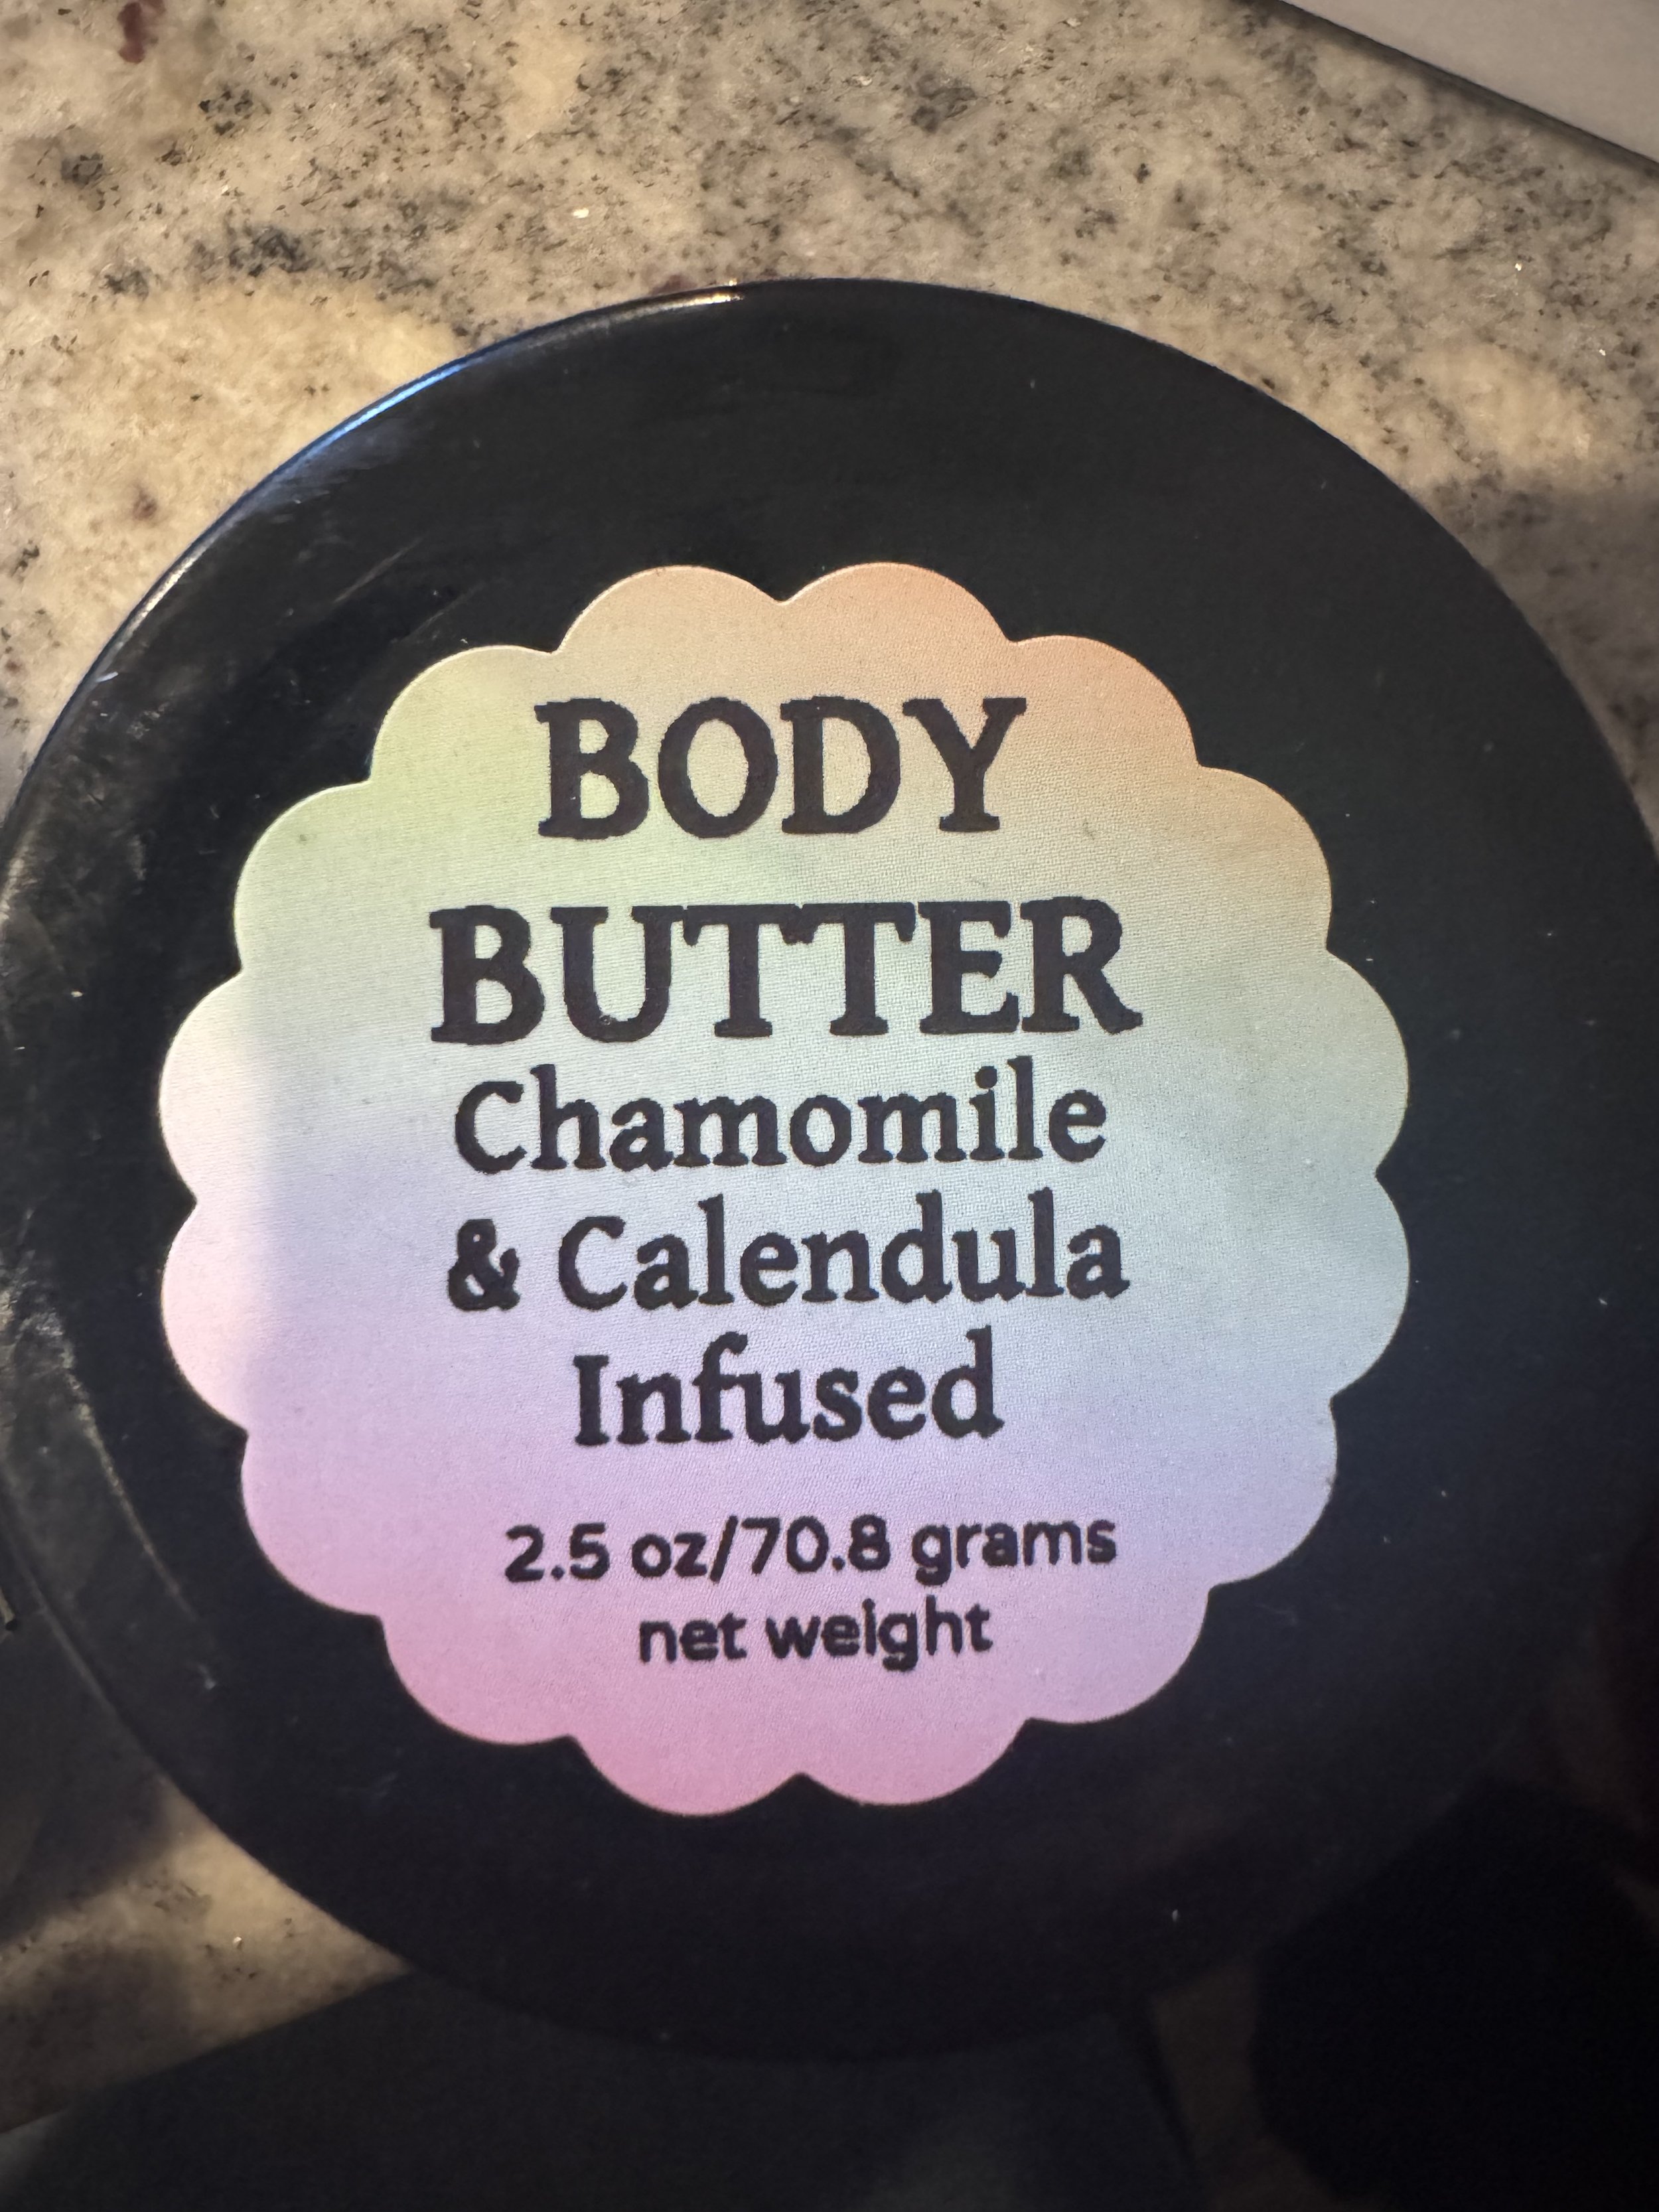 BODY
BUTTER
Chamomile
& Calendula
Infused
2.5 oz/70.8 grams
net weight